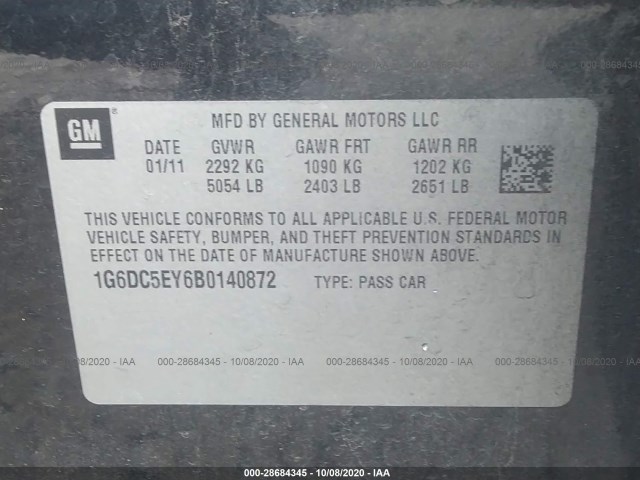 GM ®
MFD BY GENERAL MOTORS LLC
DATE GVWR GAWR FRT GAWR RR
01/11 2292 KG 1090 KG 1202 KG
5054 LB 2403 LB 2651 LB
THIS VEHICLE CONFORMS TO ALL APPLICABLE U.S. FEDERAL MOTOR
VEHICLE SAFETY, BUMPER, AND THEFT PREVENTION STANDARDS IN
EFFECT ON THE DATE OF MANUFACTURE SHOWN ABOVE.
1G6DC5EY6B0140872 TYPE: PASS CAR
08/2020 - IAA 000-28684345 - 10/08/2020 - IAA 000-28684345 - 10/08/2020 - IAA 000-28684345
000-28684345 - 10/08/2020 - IAA